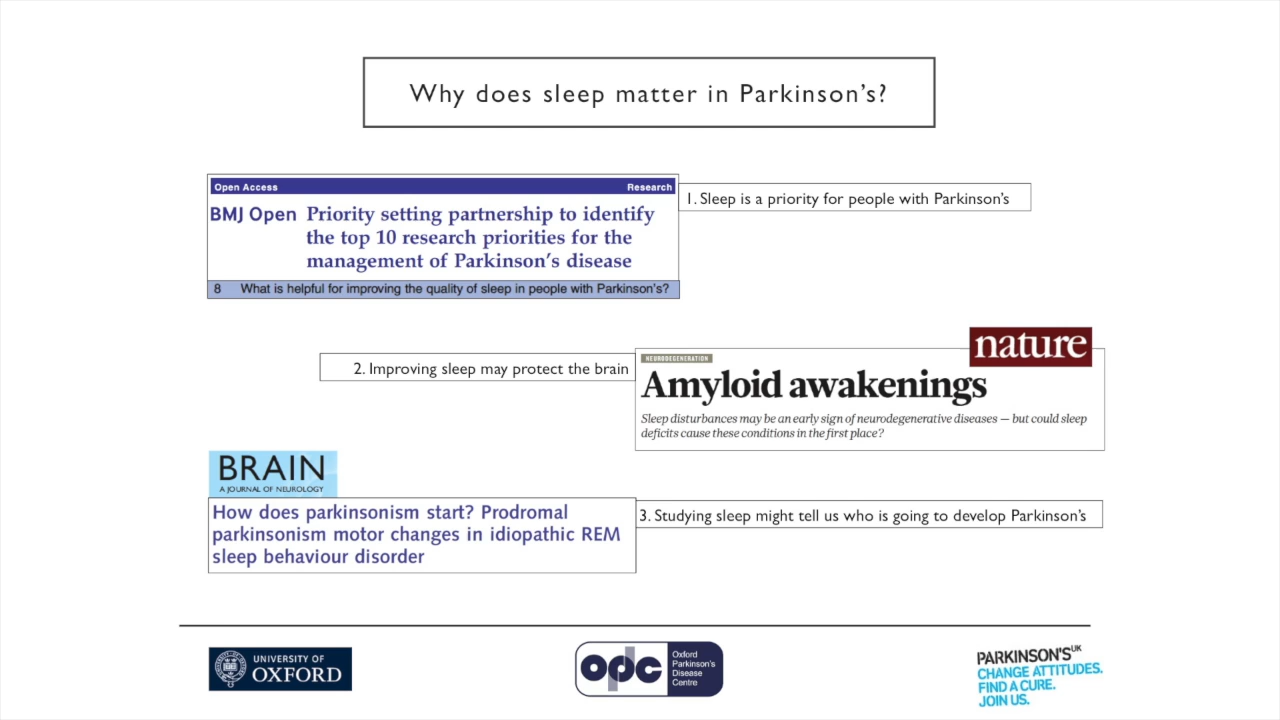 Why does sleep matter in Parkinson's?
Open Access Research
BMJ Open Priority setting partnership to identify
the top 10 research priorities for the
management of Parkinson's disease
8 What is helpful for improving the quality of sleep in people with Parkinson's?
1. Sleep is a priority for people with Parkinson's
2. Improving sleep may protect the brain
nature
NEURODEGENERATION
Amyloid awakenings
Sleep disturbances may be an early sign of neurodegenerative diseases — but could sleep
deficits cause these conditions in the first place?
BRAIN
A JOURNAL OF NEUROLOGY
How does parkinsonism start? Prodromal
parkinsonism motor changes in idiopathic REM
sleep behaviour disorder
3. Studying sleep might tell us who is going to develop Parkinson's
UNIVERSITY OF
OXFORD
opdc
Oxford
Parkinson's
Disease
Centre
PARKINSON'S UK
CHANGE ATTITUDES.
FIND A CURE.
JOIN US.